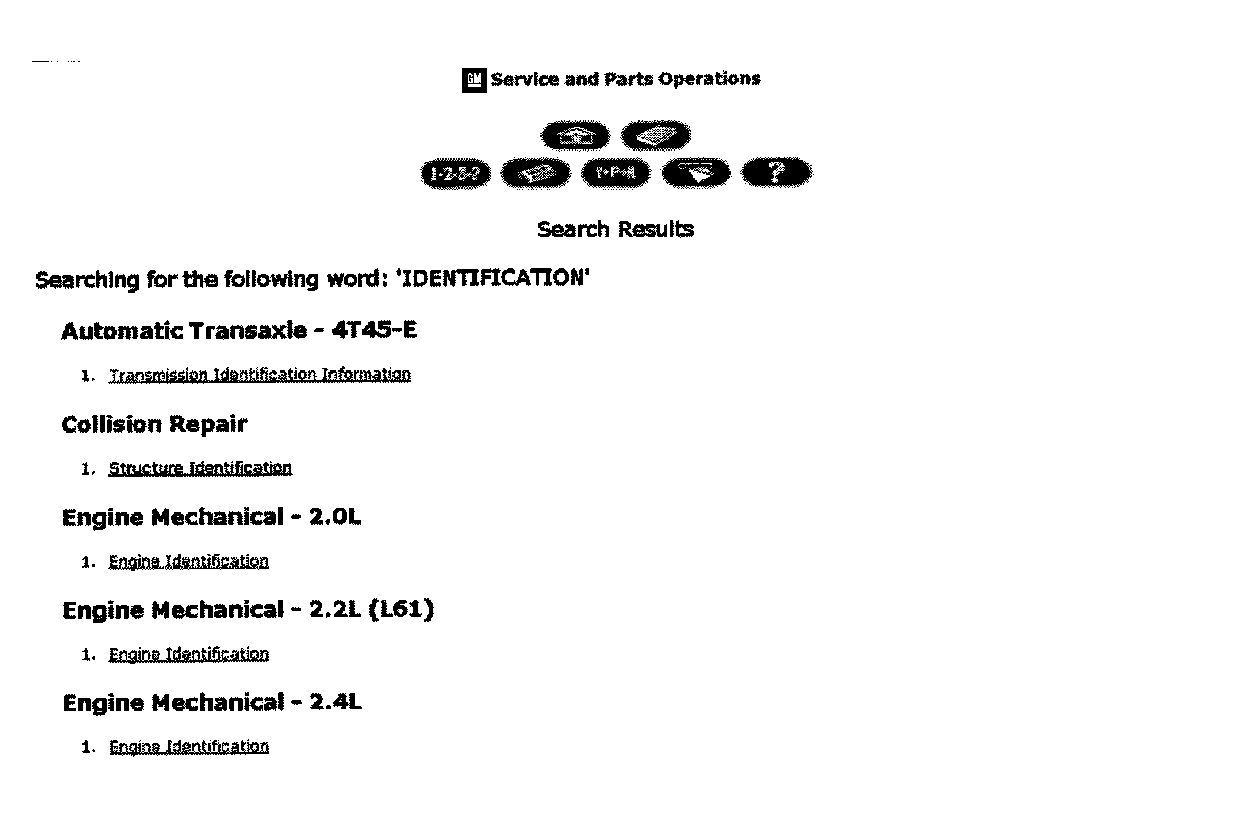 GM Service and Parts Operations
1-2-5-?
?
Search Results
Searching for the following word: 'IDENTIFICATION'
Automatic Transaxle - 4T45-E
1. Transmission Identification Information
Collision Repair
1. Structure Identification
Engine Mechanical - 2.0L
1. Engine Identification
Engine Mechanical - 2.2L (L61)
1. Engine Identification
Engine Mechanical - 2.4L
1. Engine Identification